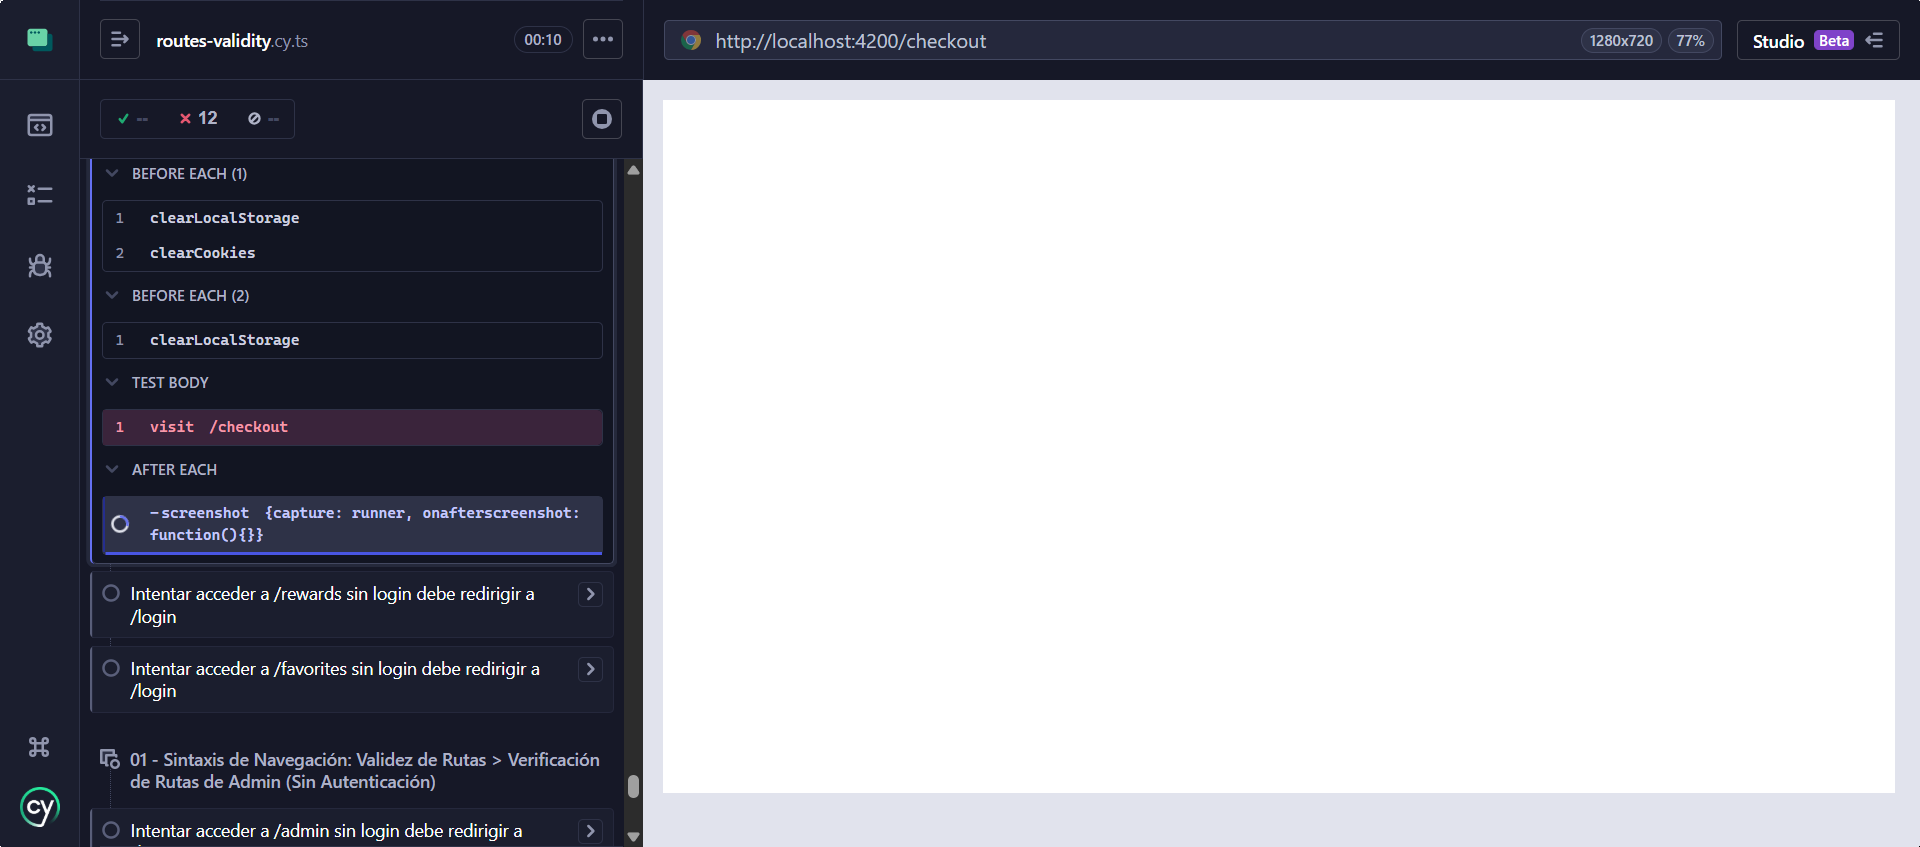 routes-validity.cy.ts
00:10
http://localhost:4200/checkout
1280x720
77%
Studio Beta
--
12
--
BEFORE EACH (1)
1 clearLocalStorage
2 clearCookies
BEFORE EACH (2)
1 clearLocalStorage
TEST BODY
1 visit /checkout
AFTER EACH
-screenshot {capture: runner, onafterscreenshot:
function(){}}
Intentar acceder a /rewards sin login debe redirigir a
/login
Intentar acceder a /favorites sin login debe redirigir a
/login
01 - Sintaxis de Navegación: Validez de Rutas > Verificación
de Rutas de Admin (Sin Autenticación)
Intentar acceder a /admin sin login debe redirigir a
cy